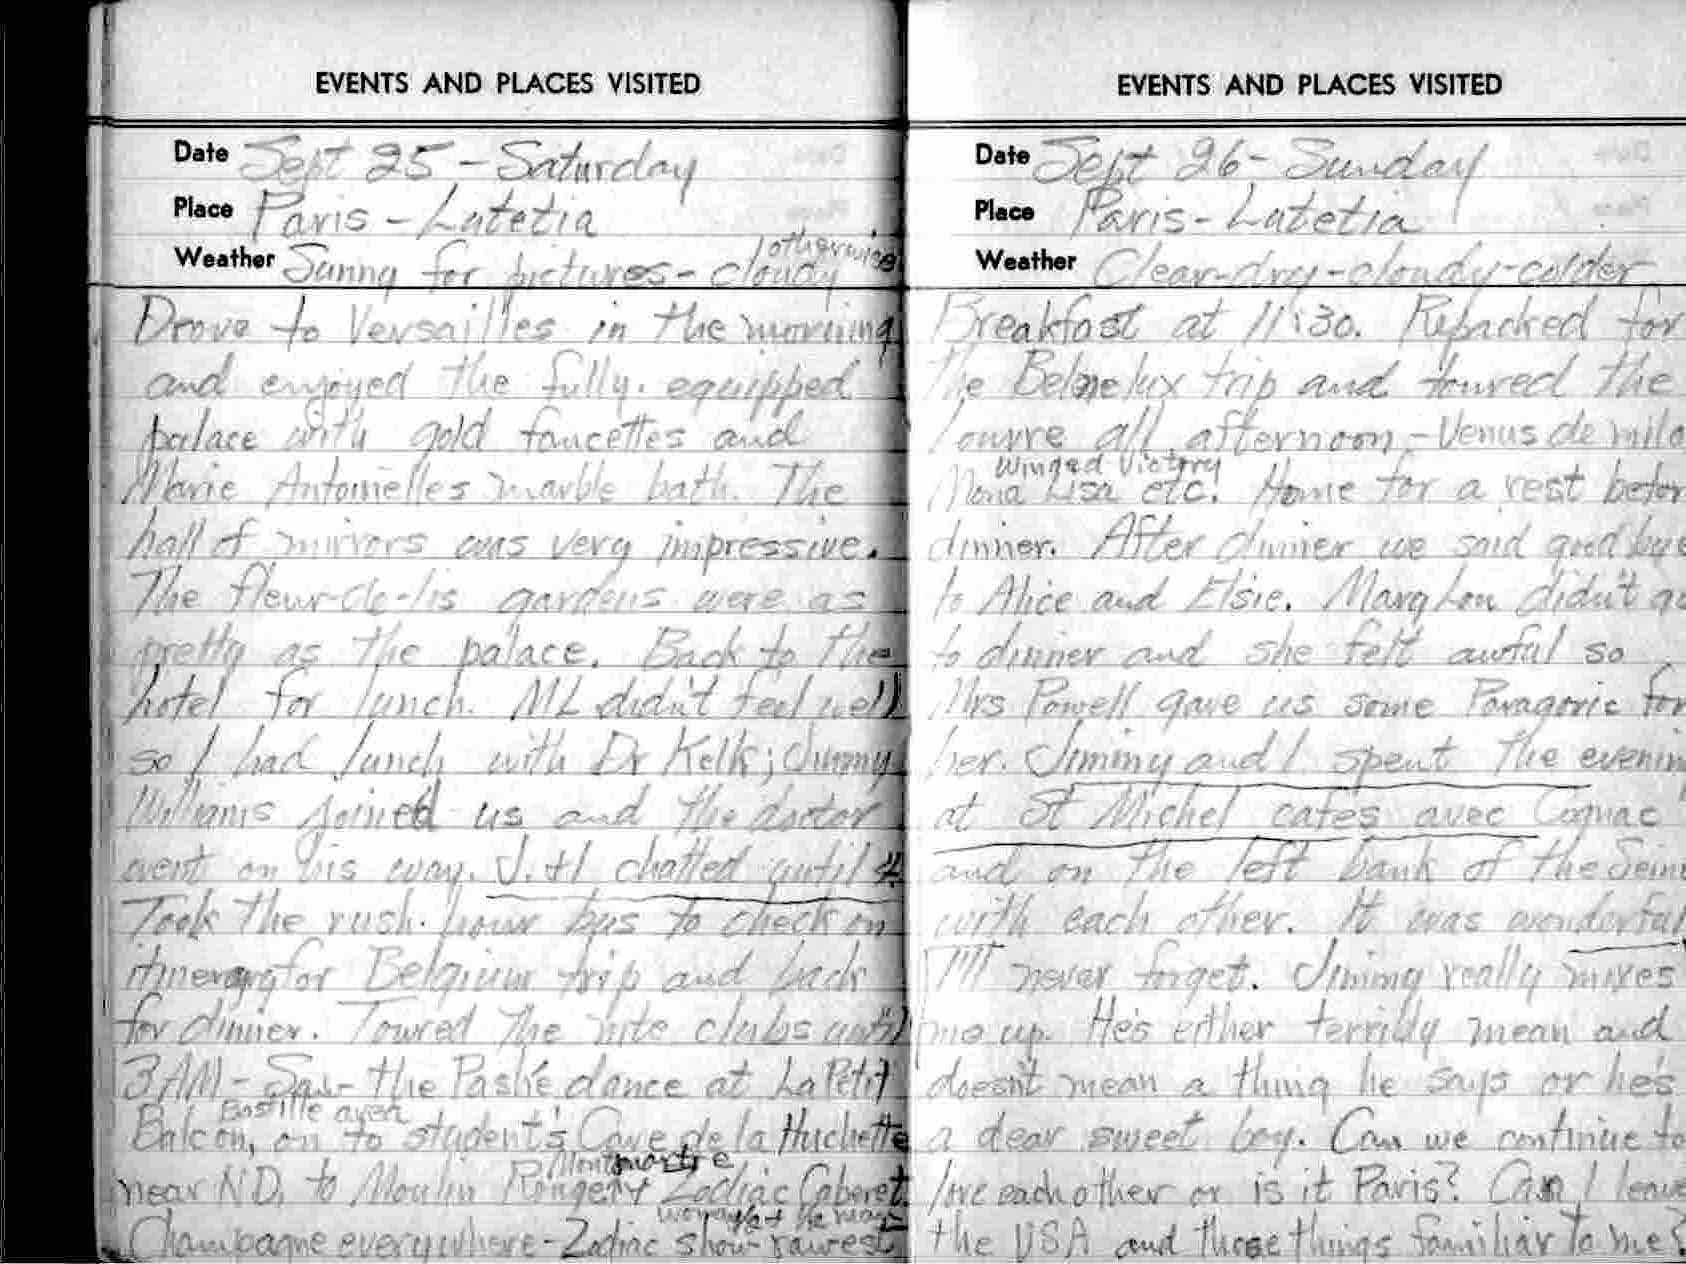 EVENTS AND PLACES VISITED
Date Sept 25 - Saturday
Place Paris - Lutetia
Weather Sunny for pictures - cloudy otherwise
Drove to Versailles in the morning
and enjoyed the fully equipped
palace with gold faucettes and
Marie Antoinettes marble bath. The
hall of mirrors was very impressive.
The fleur-de-lis gardens were as
pretty as the palace. Back to the
hotel for lunch. ML didn't feel well
so I had lunch with Dr Kelk; Jimmy
Williams joined us and the doctor
went on his way. J. + I chatted until 4.
Took the rush hour bus to check on
itinerary for Belgium trip and back
for dinner. Toured the nite clubs until
3 AM - Saw the Pashe dance at La Petit
Bastille area
Balcon, on to student's Cave de la Huchette
Montmartre
near ND, to Moulin Rouge + Zodiac Caberet.
Woman + the man
Champagne everywhere - Zodiac show rawest
EVENTS AND PLACES VISITED
Date Sept 26 - Sunday
Place Paris - Lutetia
Weather Clear - dry - cloudy - colder
Breakfast at 11:30. Repacked for
the Benelux trip and toured the
Louvre all afternoon - Venus de milo
Winged Victory
Mona Lisa etc. Home for a rest befor
dinner. After dinner we said good bye
to Alice and Elsie. Mary Lou didn't go
to dinner and she felt awful so
Mrs Powell gave us some Paragoric for
her. Jimmy and I spent the evenin
at St Michel cafes avec Cognac
and on the left bank of the Seine
with each other. It was wonderful
I'll never forget. Jimmy really mixes
me up. He's either terribly mean and
doesn't mean a thing he says or he's
a dear sweet boy. Can we continue to
love each other or is it Paris? Can I leave
the USA and those things familiar to me?